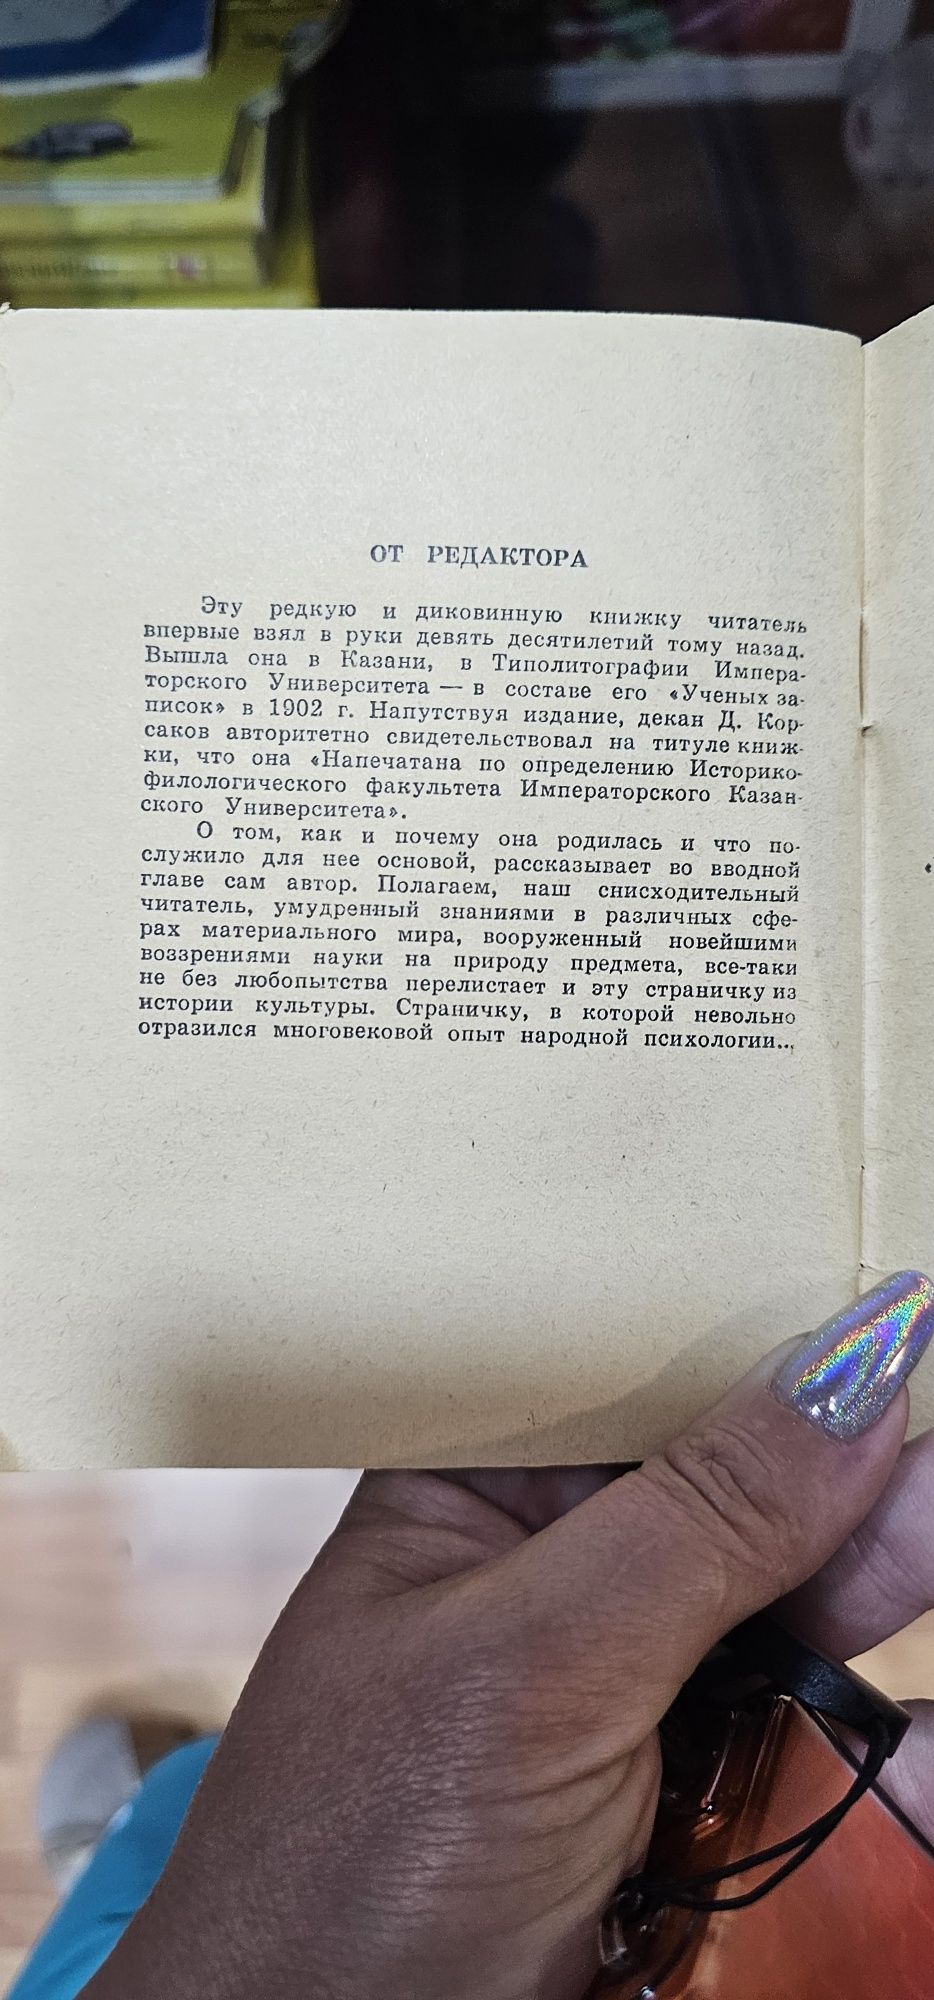 ОТ РЕДАКТОРА
Эту редкую и диковинную книжку читатель
впервые взял в руки девять десятилетий тому назад.
Вышла она в Казани, в Типолитографии Импера-
торского Университета — в составе его «Ученых за-
писок» в 1902 г. Напутствуя издание, декан Д. Кор-
саков авторитетно свидетельствовал на титуле книж-
ки, что она «Напечатана по определению Историко-
филологического факультета Императорского Казан-
ского Университета».
О том, как и почему она родилась и что по-
служило для нее основой, рассказывает во вводной
главе сам автор. Полагаем, наш снисходительный
читатель, умудренный знаниями в различных сфе-
рах материального мира, вооруженный новейшими
воззрениями науки на природу предмета, все-таки
не без любопытства перелистает и эту страничку из
истории культуры. Страничку, в которой невольно
отразился многовековой опыт народной психологии...